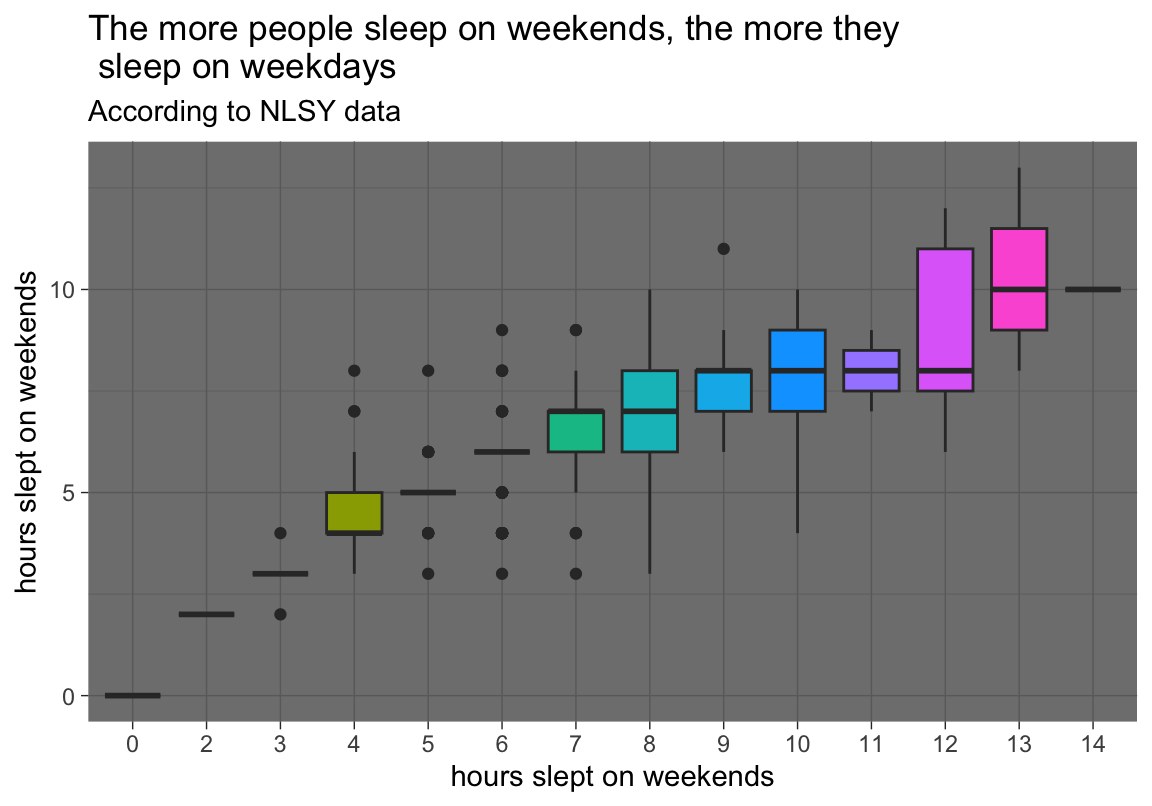 The more people sleep on weekends, the more they
sleep on weekdays
According to NLSY data
hours slept on weekends
10
5
0
0 2 3 4 5 6 7 8 9 10 11 12 13 14
hours slept on weekends